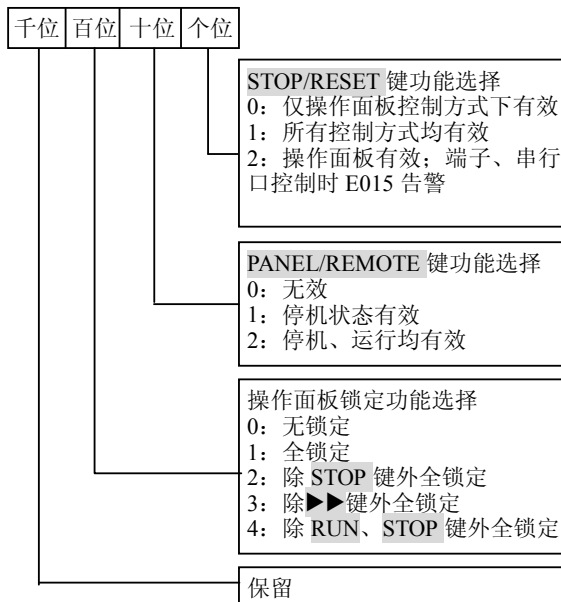 千位 百位 十位 个位
STOP/RESET 键功能选择
0：仅操作面板控制方式下有效
1：所有控制方式均有效
2：操作面板有效；端子、串行
口控制时 E015 告警
PANEL/REMOTE 键功能选择
0：无效
1：停机状态有效
2：停机、运行均有效
操作面板锁定功能选择
0：无锁定
1：全锁定
2：除 STOP 键外全锁定
3：除▶▶键外全锁定
4：除 RUN、STOP 键外全锁定
保留